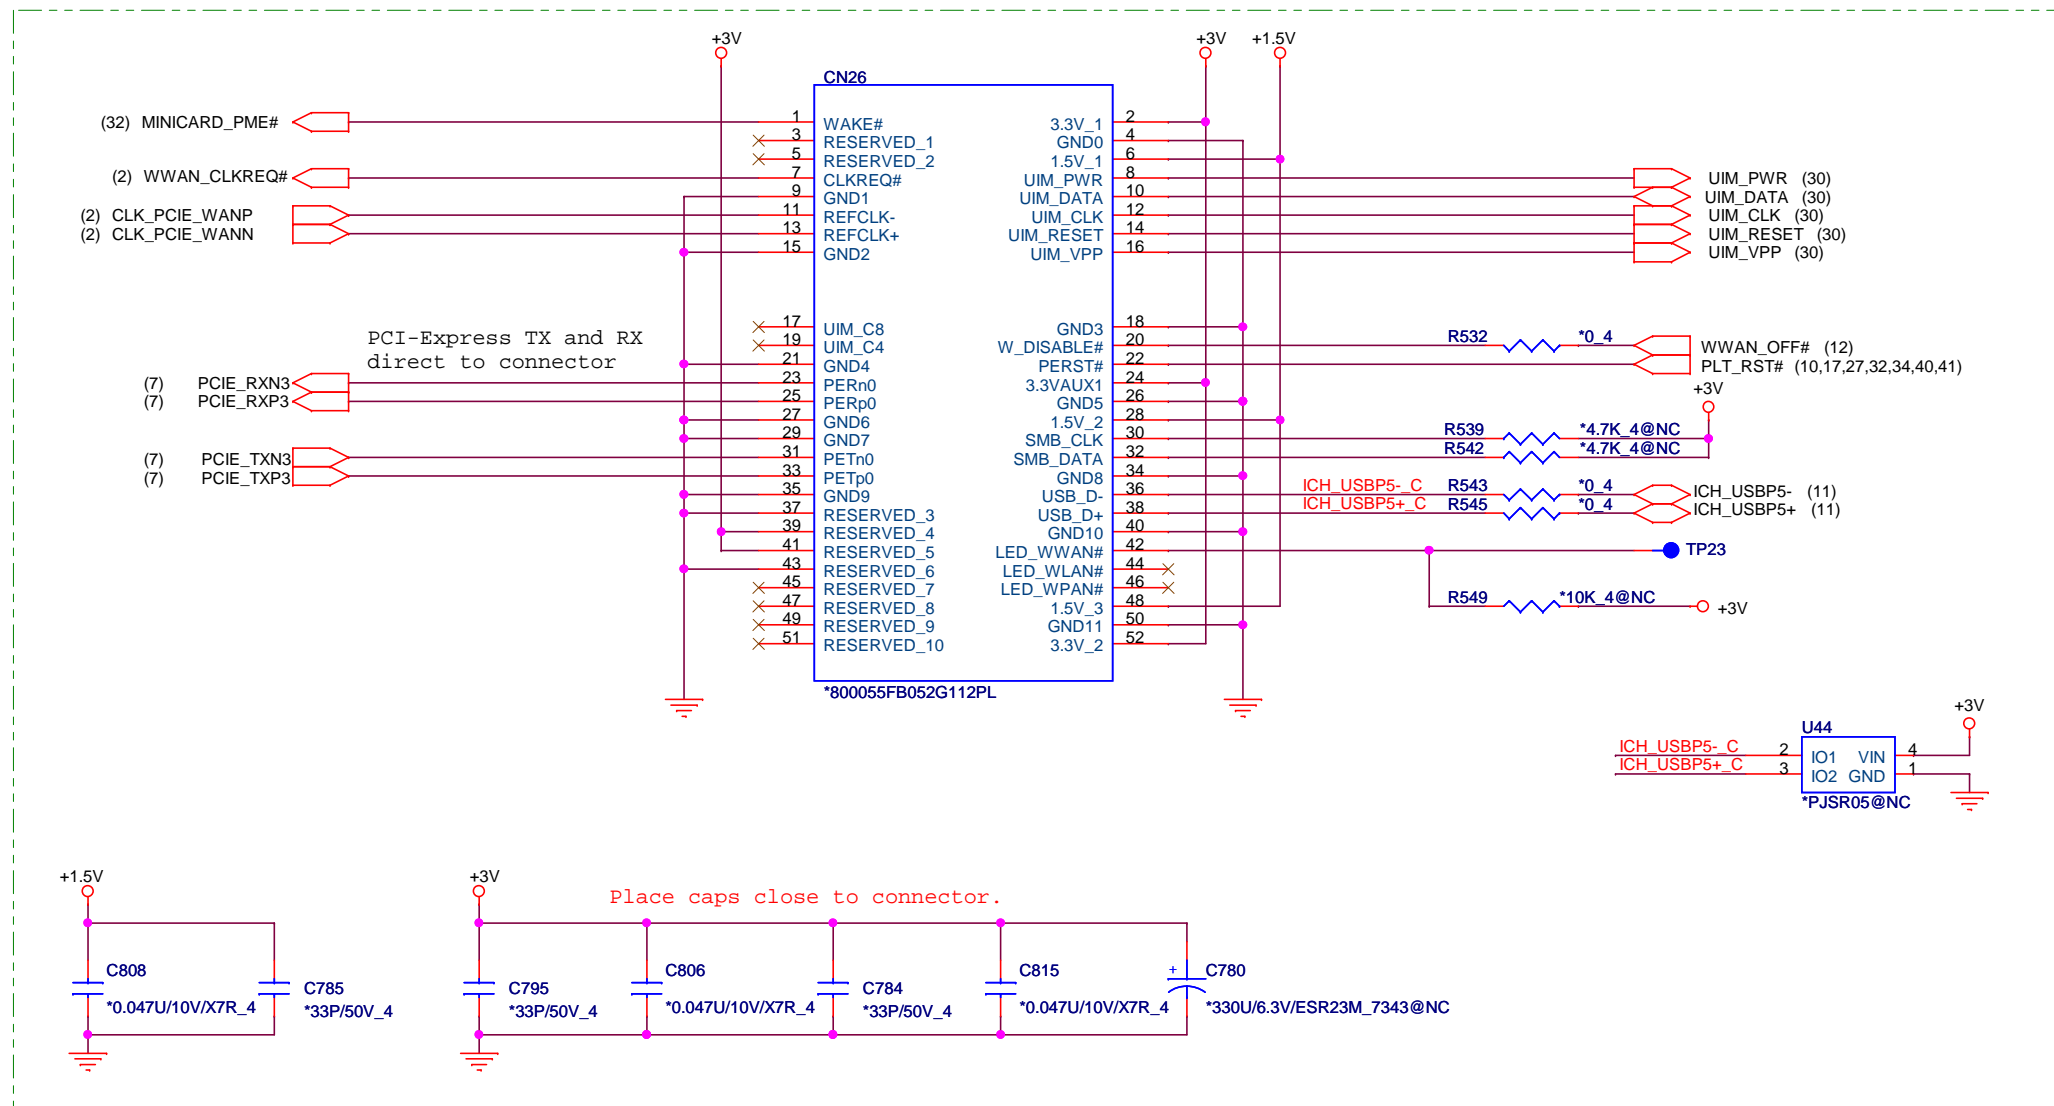 +3V
+3V +1.5V
CN26
(32) MINICARD_PME# 1 WAKE# 3.3V_1 2
3 RESERVED_1 GND0 4
5 RESERVED_2 1.5V_1 6
(2) WWAN_CLKREQ# 7 CLKREQ# UIM_PWR 8 UIM_PWR (30)
9 GND1 UIM_DATA 10 UIM_DATA (30)
(2) CLK_PCIE_WANP 11 REFCLK- UIM_CLK 12 UIM_CLK (30)
(2) CLK_PCIE_WANN 13 REFCLK+ UIM_RESET 14 UIM_RESET (30)
15 GND2 UIM_VPP 16 UIM_VPP (30)
PCI-Express TX and RX
direct to connector
17 UIM_C8 GND3 18
19 UIM_C4 W_DISABLE# 20 R532 *0_4 WWAN_OFF# (12)
21 GND4 PERST# 22 PLT_RST# (10,17,27,32,34,40,41)
(7) PCIE_RXN3 23 PERn0 3.3VAUX1 24 +3V
(7) PCIE_RXP3 25 PERp0 GND5 26
27 GND6 1.5V_2 28
29 GND7 SMB_CLK 30 R539 *4.7K_4@NC
(7) PCIE_TXN3 31 PETn0 SMB_DATA 32 R542 *4.7K_4@NC
(7) PCIE_TXP3 33 PETp0 GND8 34
35 GND9 USB_D- 36 ICH_USBP5-_C R543 *0_4 ICH_USBP5- (11)
37 RESERVED_3 USB_D+ 38 ICH_USBP5+_C R545 *0_4 ICH_USBP5+ (11)
39 RESERVED_4 GND10 40
41 RESERVED_5 LED_WWAN# 42 TP23
43 RESERVED_6 LED_WLAN# 44
45 RESERVED_7 LED_WPAN# 46
47 RESERVED_8 1.5V_3 48 R549 *10K_4@NC +3V
49 RESERVED_9 GND11 50
51 RESERVED_10 3.3V_2 52
*800055FB052G112PL
+3V
U44
ICH_USBP5-_C 2 IO1 VIN 4
ICH_USBP5+_C 3 IO2 GND 1
*PJSR05@NC
+1.5V
+3V
Place caps close to connector.
C808
*0.047U/10V/X7R_4
C785
*33P/50V_4
C795
*33P/50V_4
C806
*0.047U/10V/X7R_4
C784
*33P/50V_4
C815
*0.047U/10V/X7R_4
+ C780
*330U/6.3V/ESR23M_7343@NC